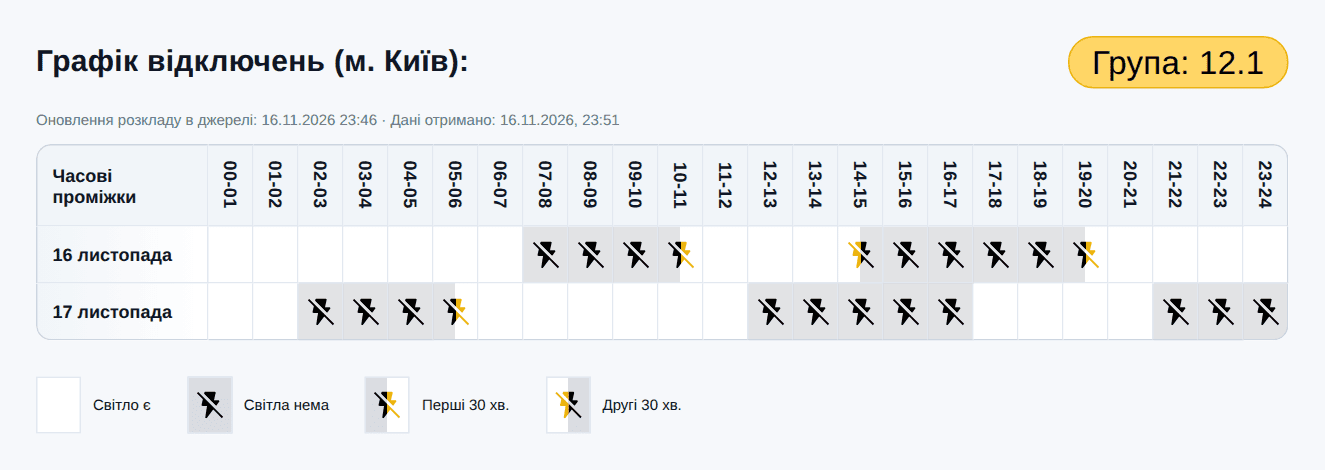 Графік відключень (м. Київ):
Група: 12.1
Оновлення розкладу в джерелі: 16.11.2026 23:46 · Дані отримано: 16.11.2026, 23:51
Часові проміжки 00-01 01-02 02-03 03-04 04-05 05-06 06-07 07-08 08-09 09-10 10-11 11-12 12-13 13-14 14-15 15-16 16-17 17-18 18-19 19-20 20-21 21-22 22-23 23-24
16 листопада
17 листопада
Світло є Світла нема Перші 30 хв. Другі 30 хв.